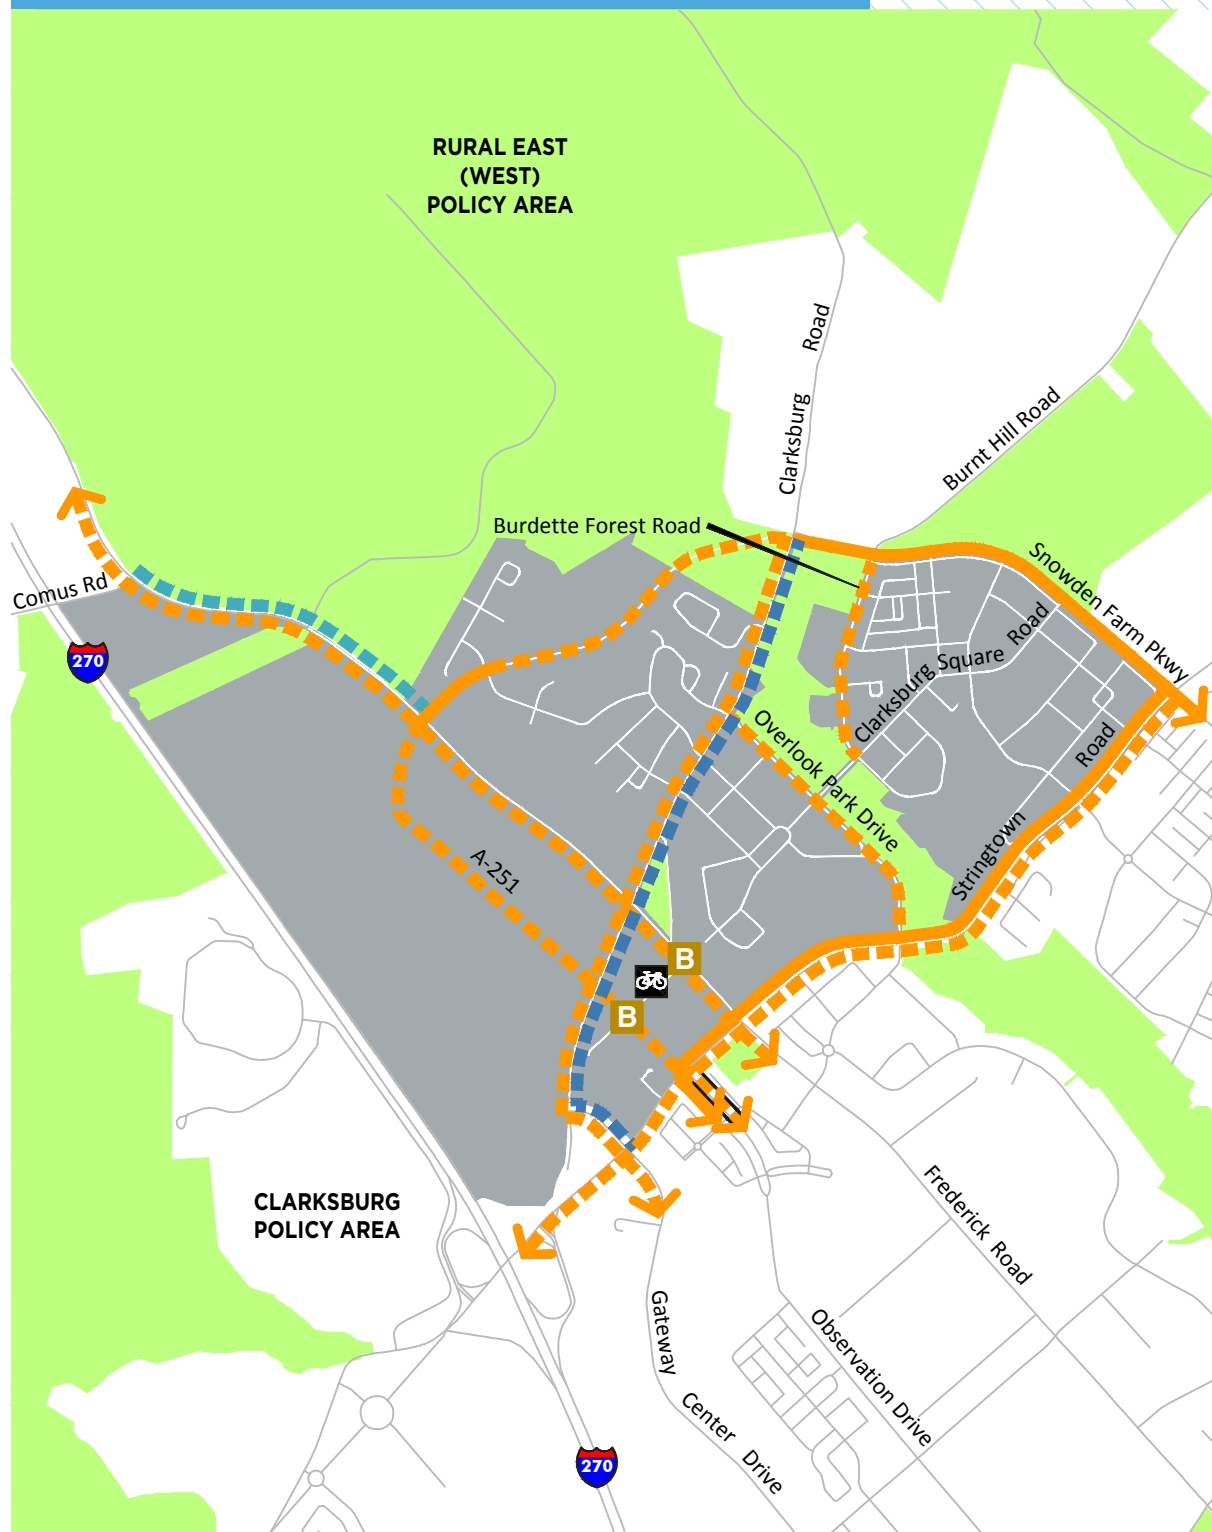 RURAL EAST
(WEST)
POLICY AREA
Clarksburg Road
Burnt Hill Road
Burdette Forest Road
Snowden Farm Pkwy
Comus Rd
270
Clarksburg Square Road
Overlook Park Drive
Stringtown Road
A-251
B
B
CLARKSBURG
POLICY AREA
Frederick Road
Gateway Center Drive
Observation Drive
270